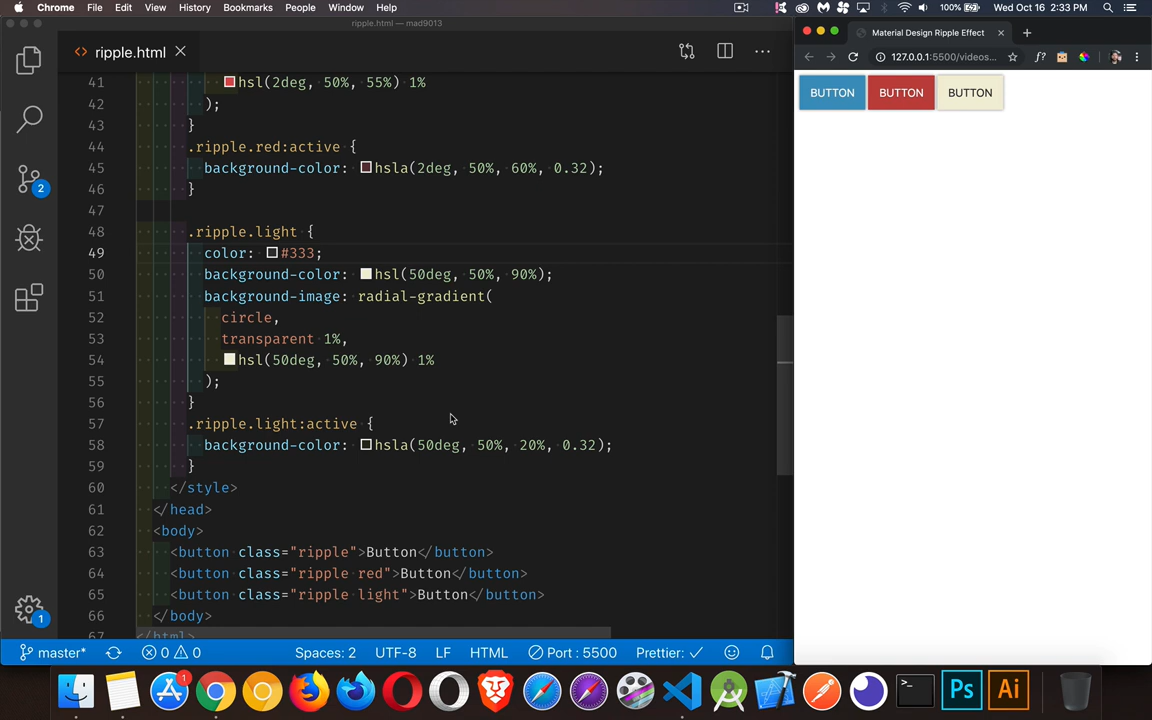 Chrome File Edit View History Bookmarks People Window Help 100% Wed Oct 16 2:33 PM
ripple.html — mad9013
ripple.html
41 hsl(2deg, 50%, 55%) 1%
42 );
43 }
44 .ripple.red:active {
45 background-color: hsla(2deg, 50%, 60%, 0.32);
46 }
47
48 .ripple.light {
49 color: #333;
50 background-color: hsl(50deg, 50%, 90%);
51 background-image: radial-gradient(
52 circle,
53 transparent 1%,
54 hsl(50deg, 50%, 90%) 1%
55 );
56 }
57 .ripple.light:active {
58 background-color: hsla(50deg, 50%, 20%, 0.32);
59 }
60 </style>
61 </head>
62 <body>
63 <button class="ripple">Button</button>
64 <button class="ripple red">Button</button>
65 <button class="ripple light">Button</button>
66 </body>
67 </html>
2
1
master* 0 0 Spaces: 2 UTF-8 LF HTML Port : 5500 Prettier: ✓
Material Design Ripple Effect
127.0.0.1:5500/videos... f?
BUTTON BUTTON BUTTON
1 >_ Ps Ai